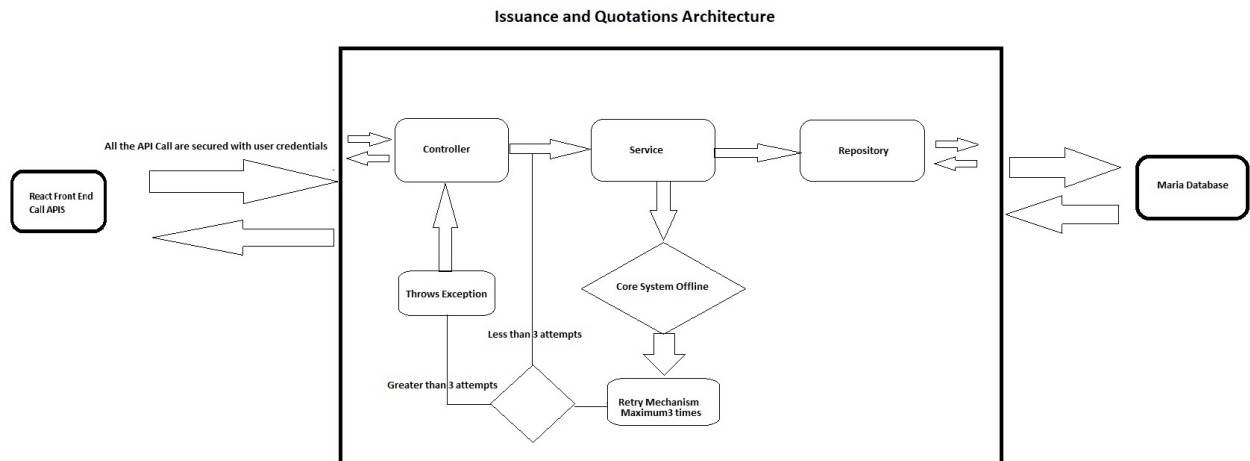 Issuance and Quotations Architecture
All the API Call are secured with user credentials
React Front End
Call APIS
Controller
Service
Repository
Maria Database
Throws Exception
Core System Offline
Less than 3 attempts
Greater than 3 attempts
Retry Mechanism
Maximum3 times